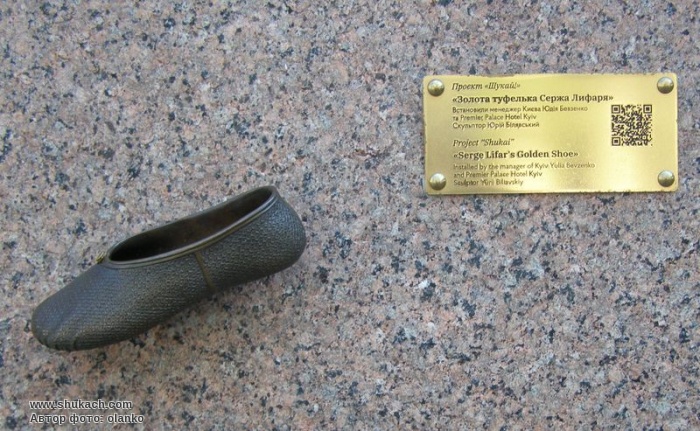 Проект «Шукай!»
«Золота туфелька Сержа Лифаря»
Встановили менеджер Києва Юлія Бевзенко
та Premier Palace Hotel Kyiv
Скульптор Юрій Білявський
Project "Shukai"
«Serge Lifar's Golden Shoe»
Installed by the manager of Kyiv Yulia Bevzenko
and Premier Palace Hotel Kyiv
Sculptor Yurii Biliavskiy
www.shukach.com
Автор фото: olanko